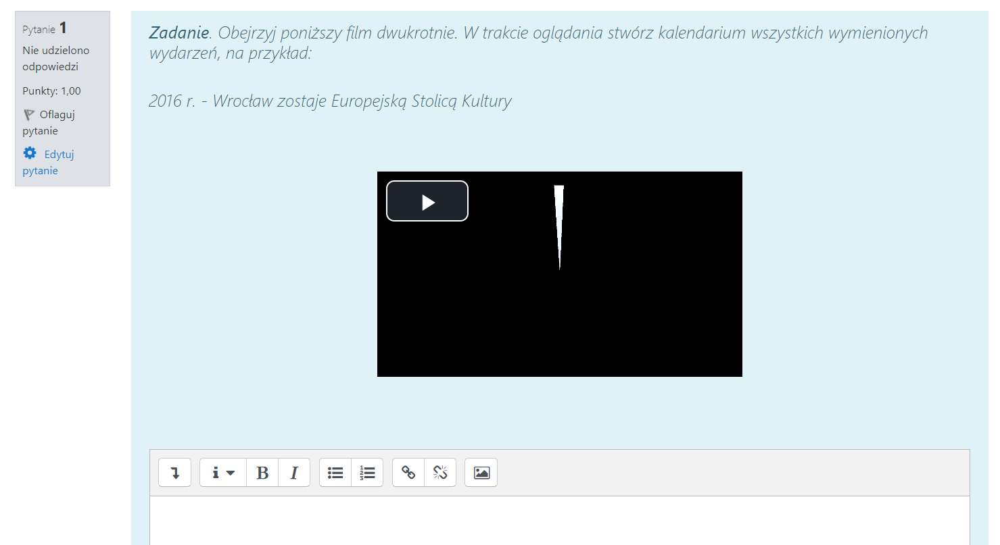 Pytanie 1
Nie udzielono
odpowiedzi
Punkty: 1,00
Oflaguj
pytanie
Edytuj
pytanie
Zadanie. Obejrzyj poniższy film dwukrotnie. W trakcie oglądania stwórz kalendarium wszystkich wymienionych
wydarzeń, na przykład:
2016 r. - Wrocław zostaje Europejską Stolicą Kultury